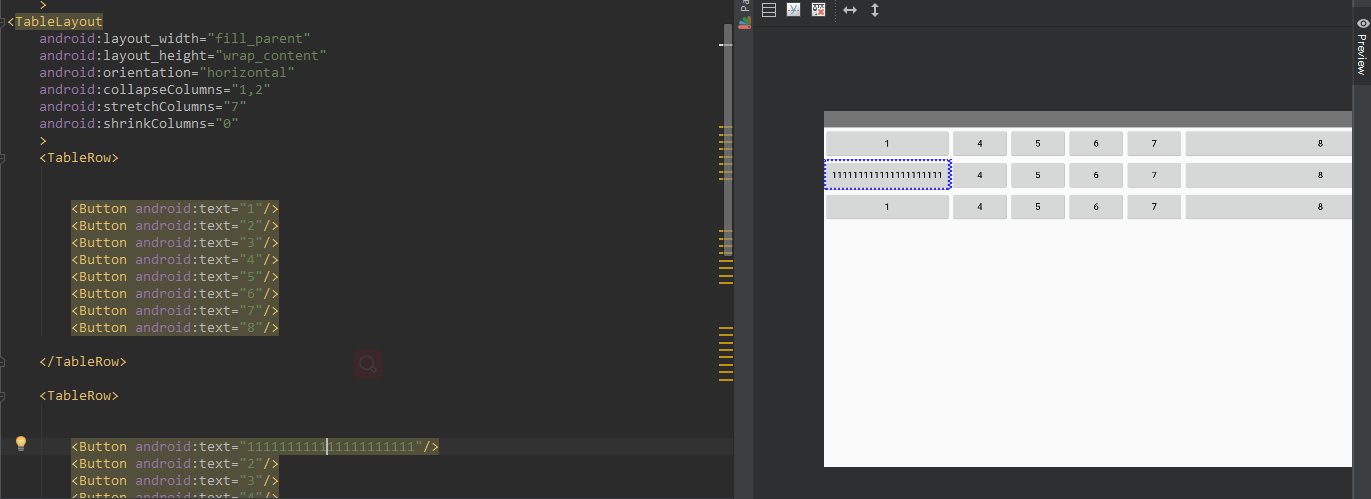 >
<TableLayout
android:layout_width="fill_parent"
android:layout_height="wrap_content"
android:orientation="horizontal"
android:collapseColumns="1,2"
android:stretchColumns="7"
android:shrinkColumns="0"
>
<TableRow>
<Button android:text="1"/>
<Button android:text="2"/>
<Button android:text="3"/>
<Button android:text="4"/>
<Button android:text="5"/>
<Button android:text="6"/>
<Button android:text="7"/>
<Button android:text="8"/>
</TableRow>
<TableRow>
<Button android:text="111111111111111111111"/>
<Button android:text="2"/>
<Button android:text="3"/>
<Button android:text="4"/>
Pa
1 4 5 6 7 8
111111111111111111111 4 5 6 7 8
1 4 5 6 7 8
Preview